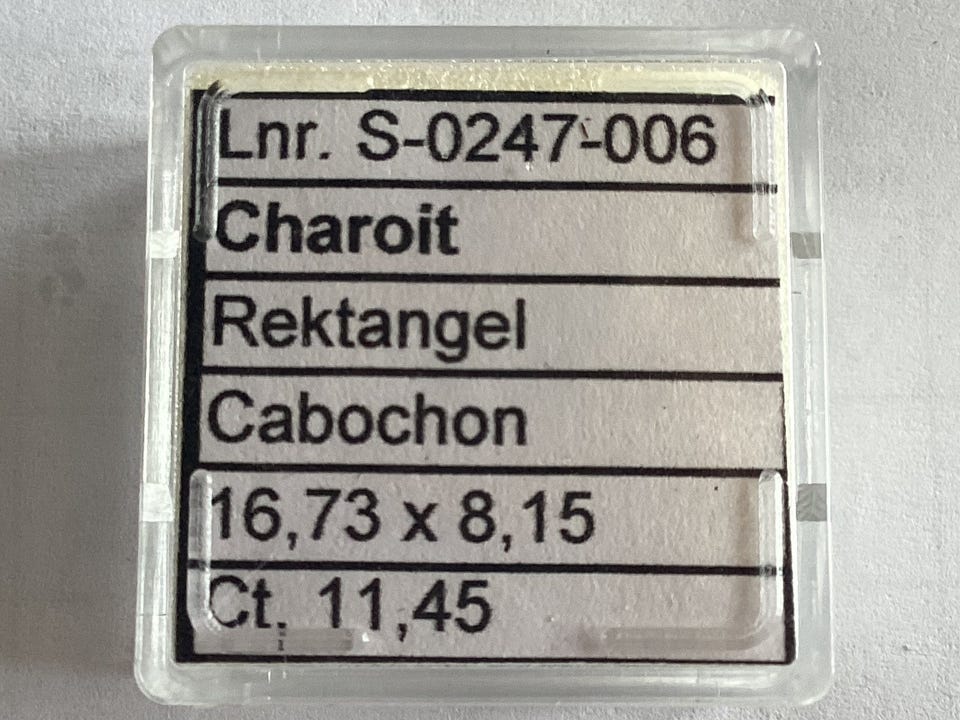 Lnr. S-0247-006
Charoit
Rektangel
Cabochon
16,73 x 8,15
Ct. 11,45